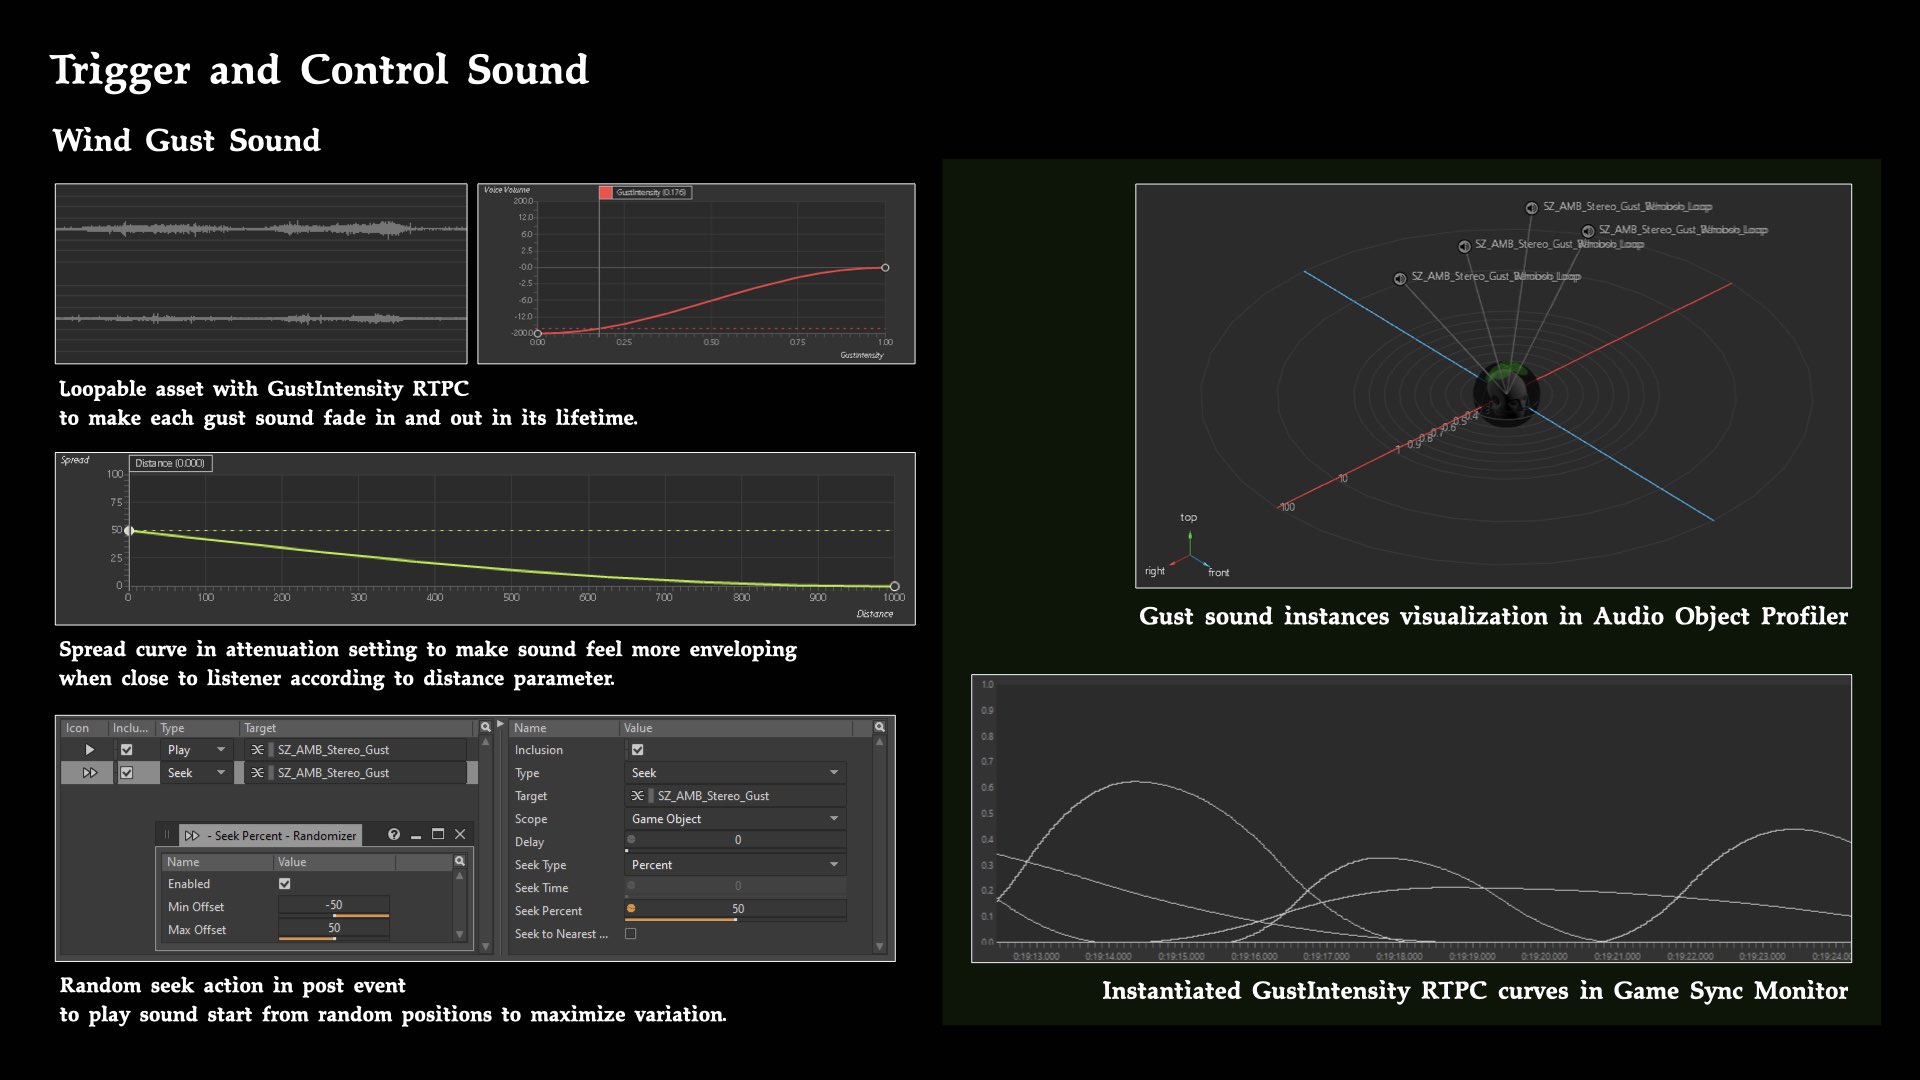 Trigger and Control Sound
Wind Gust Sound
Voice Volume
GustIntensity (0.176)
200.0
12.0
6.0
2.5
-0.0
-2.5
-6.0
-12.0
-200.0
0.00 0.25 0.50 0.75 1.00
GustIntensity
Loopable asset with GustIntensity RTPC
to make each gust sound fade in and out in its lifetime.
Spread
Distance (0.000)
100
75
50
25
0
0 100 200 300 400 500 600 700 800 900 1000
Distance
Spread curve in attenuation setting to make sound feel more enveloping
when close to listener according to distance parameter.
Icon Inclu... Type Target
Play SZ_AMB_Stereo_Gust
Seek SZ_AMB_Stereo_Gust
- Seek Percent - Randomizer
Name Value
Enabled
Min Offset -50
Max Offset 50
Name Value
Inclusion
Type Seek
Target SZ_AMB_Stereo_Gust
Scope Game Object
Delay 0
Seek Type Percent
Seek Time 0
Seek Percent 50
Seek to Nearest ...
Random seek action in post event
to play sound start from random positions to maximize variation.
SZ_AMB_Stereo_Gust
SZ_AMB_Stereo_Gust
SZ_AMB_Stereo_Gust
SZ_AMB_Stereo_Gust
0.4
0.5
0.6
0.7
0.8
0.9
1
10
100
top
right
front
Gust sound instances visualization in Audio Object Profiler
1.0
0.9
0.8
0.7
0.6
0.5
0.4
0.3
0.2
0.1
0.0
0:19:13.000 0:19:14.000 0:19:15.000 0:19:16.000 0:19:17.000 0:19:18.000 0:19:19.000 0:19:20.000 0:19:21.000 0:19:22.000 0:19:23.000 0:19:24.00
Instantiated GustIntensity RTPC curves in Game Sync Monitor